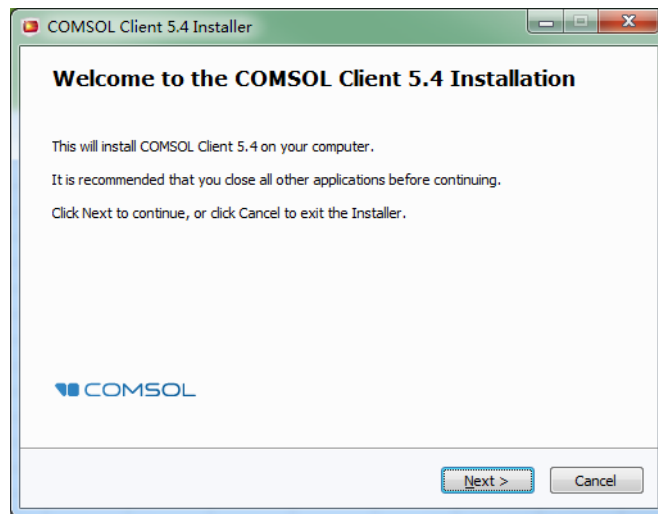 COMSOL Client 5.4 Installer
Welcome to the COMSOL Client 5.4 Installation
This will install COMSOL Client 5.4 on your computer.
It is recommended that you close all other applications before continuing.
Click Next to continue, or click Cancel to exit the Installer.
COMSOL
Next > Cancel